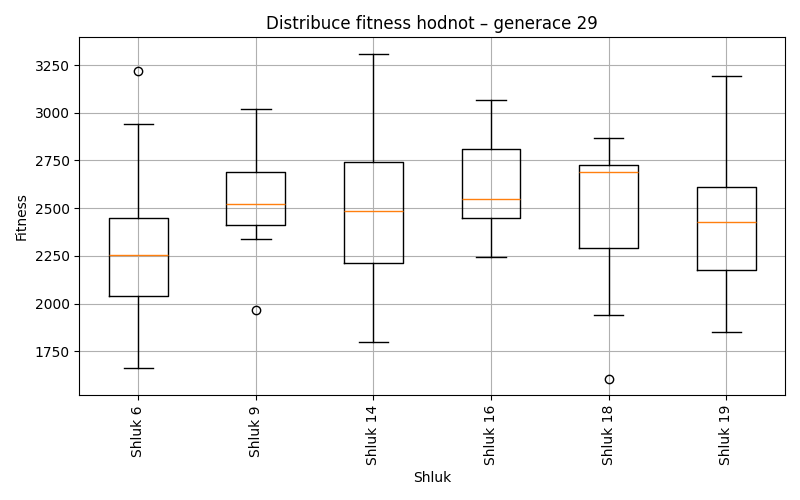 Distribuce fitness hodnot – generace 29
Fitness
3250
3000
2750
2500
2250
2000
1750
Shluk 6
Shluk 9
Shluk 14
Shluk 16
Shluk 18
Shluk 19
Shluk